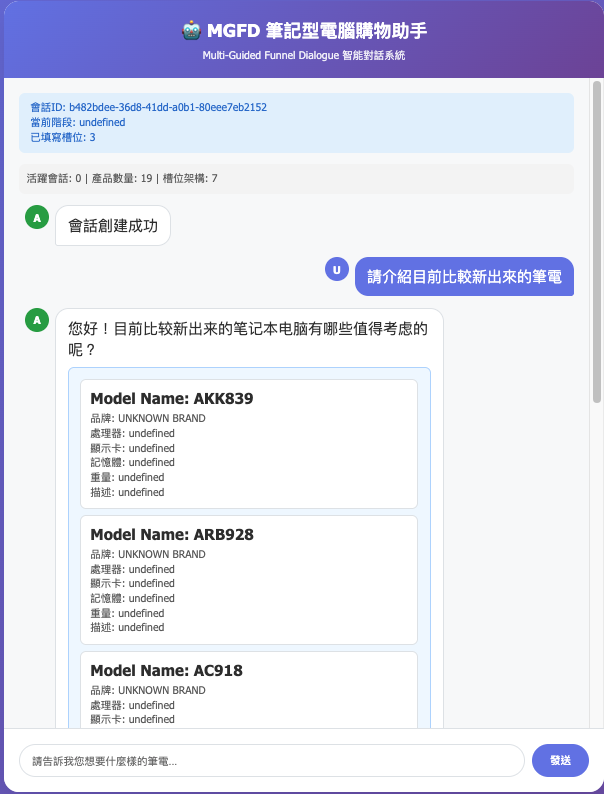 🤖 MGFD 筆記型電腦購物助手
Multi-Guided Funnel Dialogue 智能對話系統
會話ID: b482bdee-36d8-41dd-a0b1-80eee7eb2152
當前階段: undefined
已填寫槽位: 3
活躍會話: 0 | 產品數量: 19 | 槽位架構: 7
A
會話創建成功
U
請介紹目前比較新出來的筆電
A
您好！目前比较新出来的笔记本电脑有哪些值得考虑的
呢？
Model Name: AKK839
品牌: UNKNOWN BRAND
處理器: undefined
顯示卡: undefined
記憶體: undefined
重量: undefined
描述: undefined
Model Name: ARB928
品牌: UNKNOWN BRAND
處理器: undefined
顯示卡: undefined
記憶體: undefined
重量: undefined
描述: undefined
Model Name: AC918
品牌: UNKNOWN BRAND
處理器: undefined
顯示卡: undefined
請告訴我您想要什麼樣的筆電...
發送